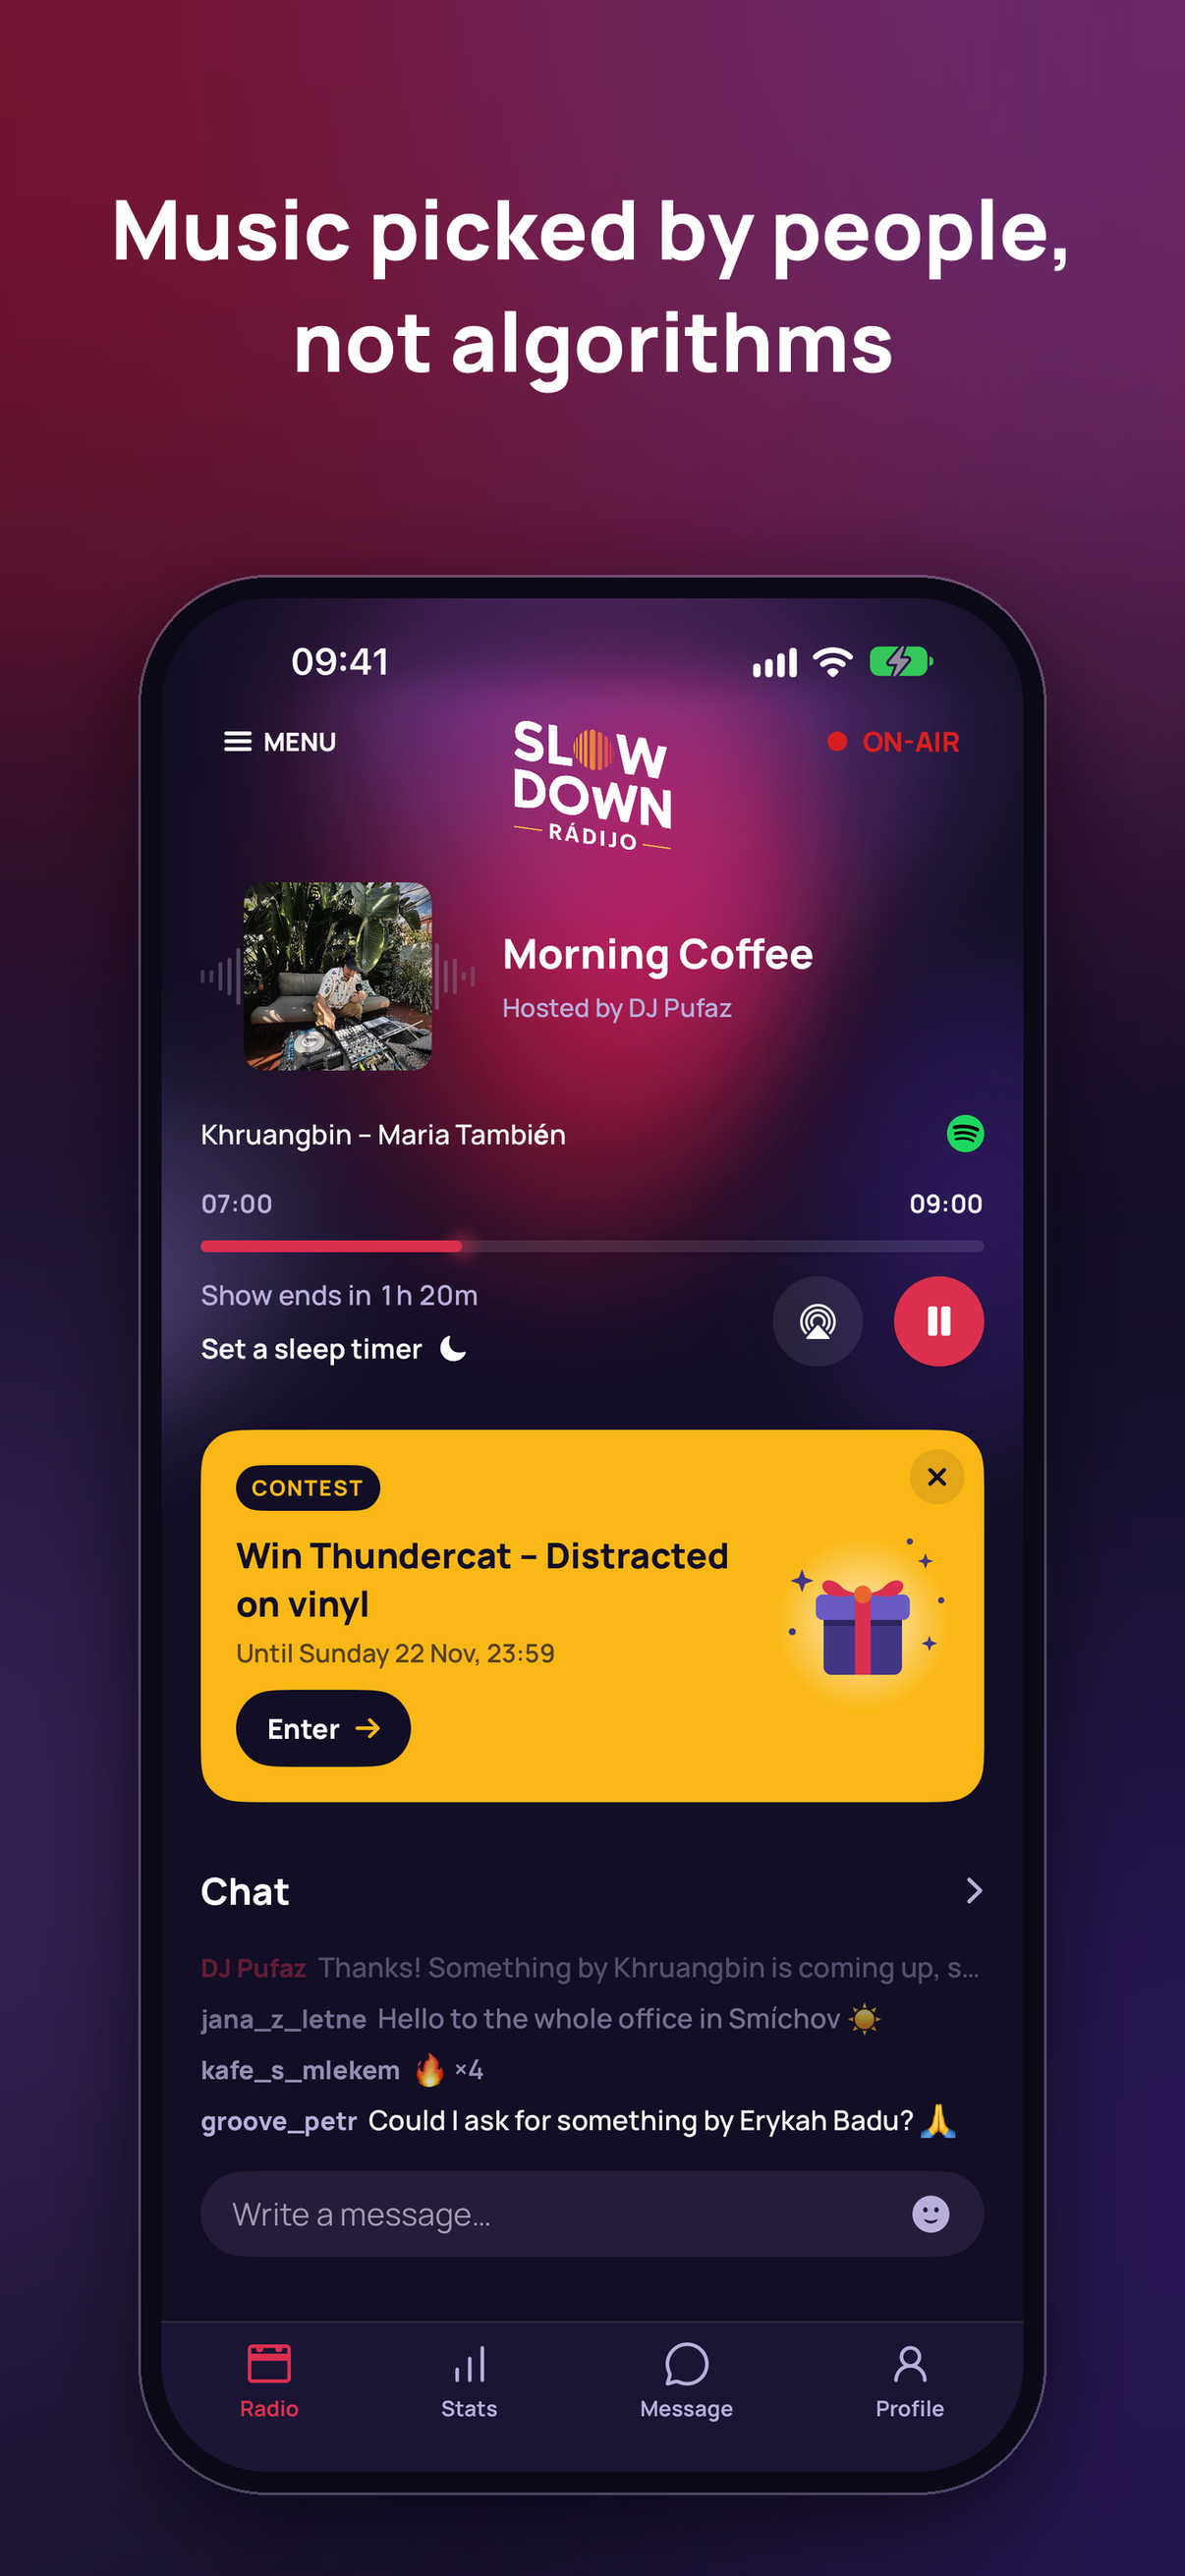 Music picked by people,
not algorithms
09:41
MENU
SLOW
DOWN
RÁDIJO
ON-AIR
Morning Coffee
Hosted by DJ Pufaz
Khruangbin – Maria También
07:00
09:00
Show ends in 1h 20m
Set a sleep timer
CONTEST
Win Thundercat – Distracted
on vinyl
Until Sunday 22 Nov, 23:59
Enter →
Chat
DJ Pufaz Thanks! Something by Khruangbin is coming up, s...
jana_z_letne Hello to the whole office in Smíchov ☀️
kafe_s_mlekem 🔥 ×4
groove_petr Could I ask for something by Erykah Badu? 🙏
Write a message...
Radio
Stats
Message
Profile